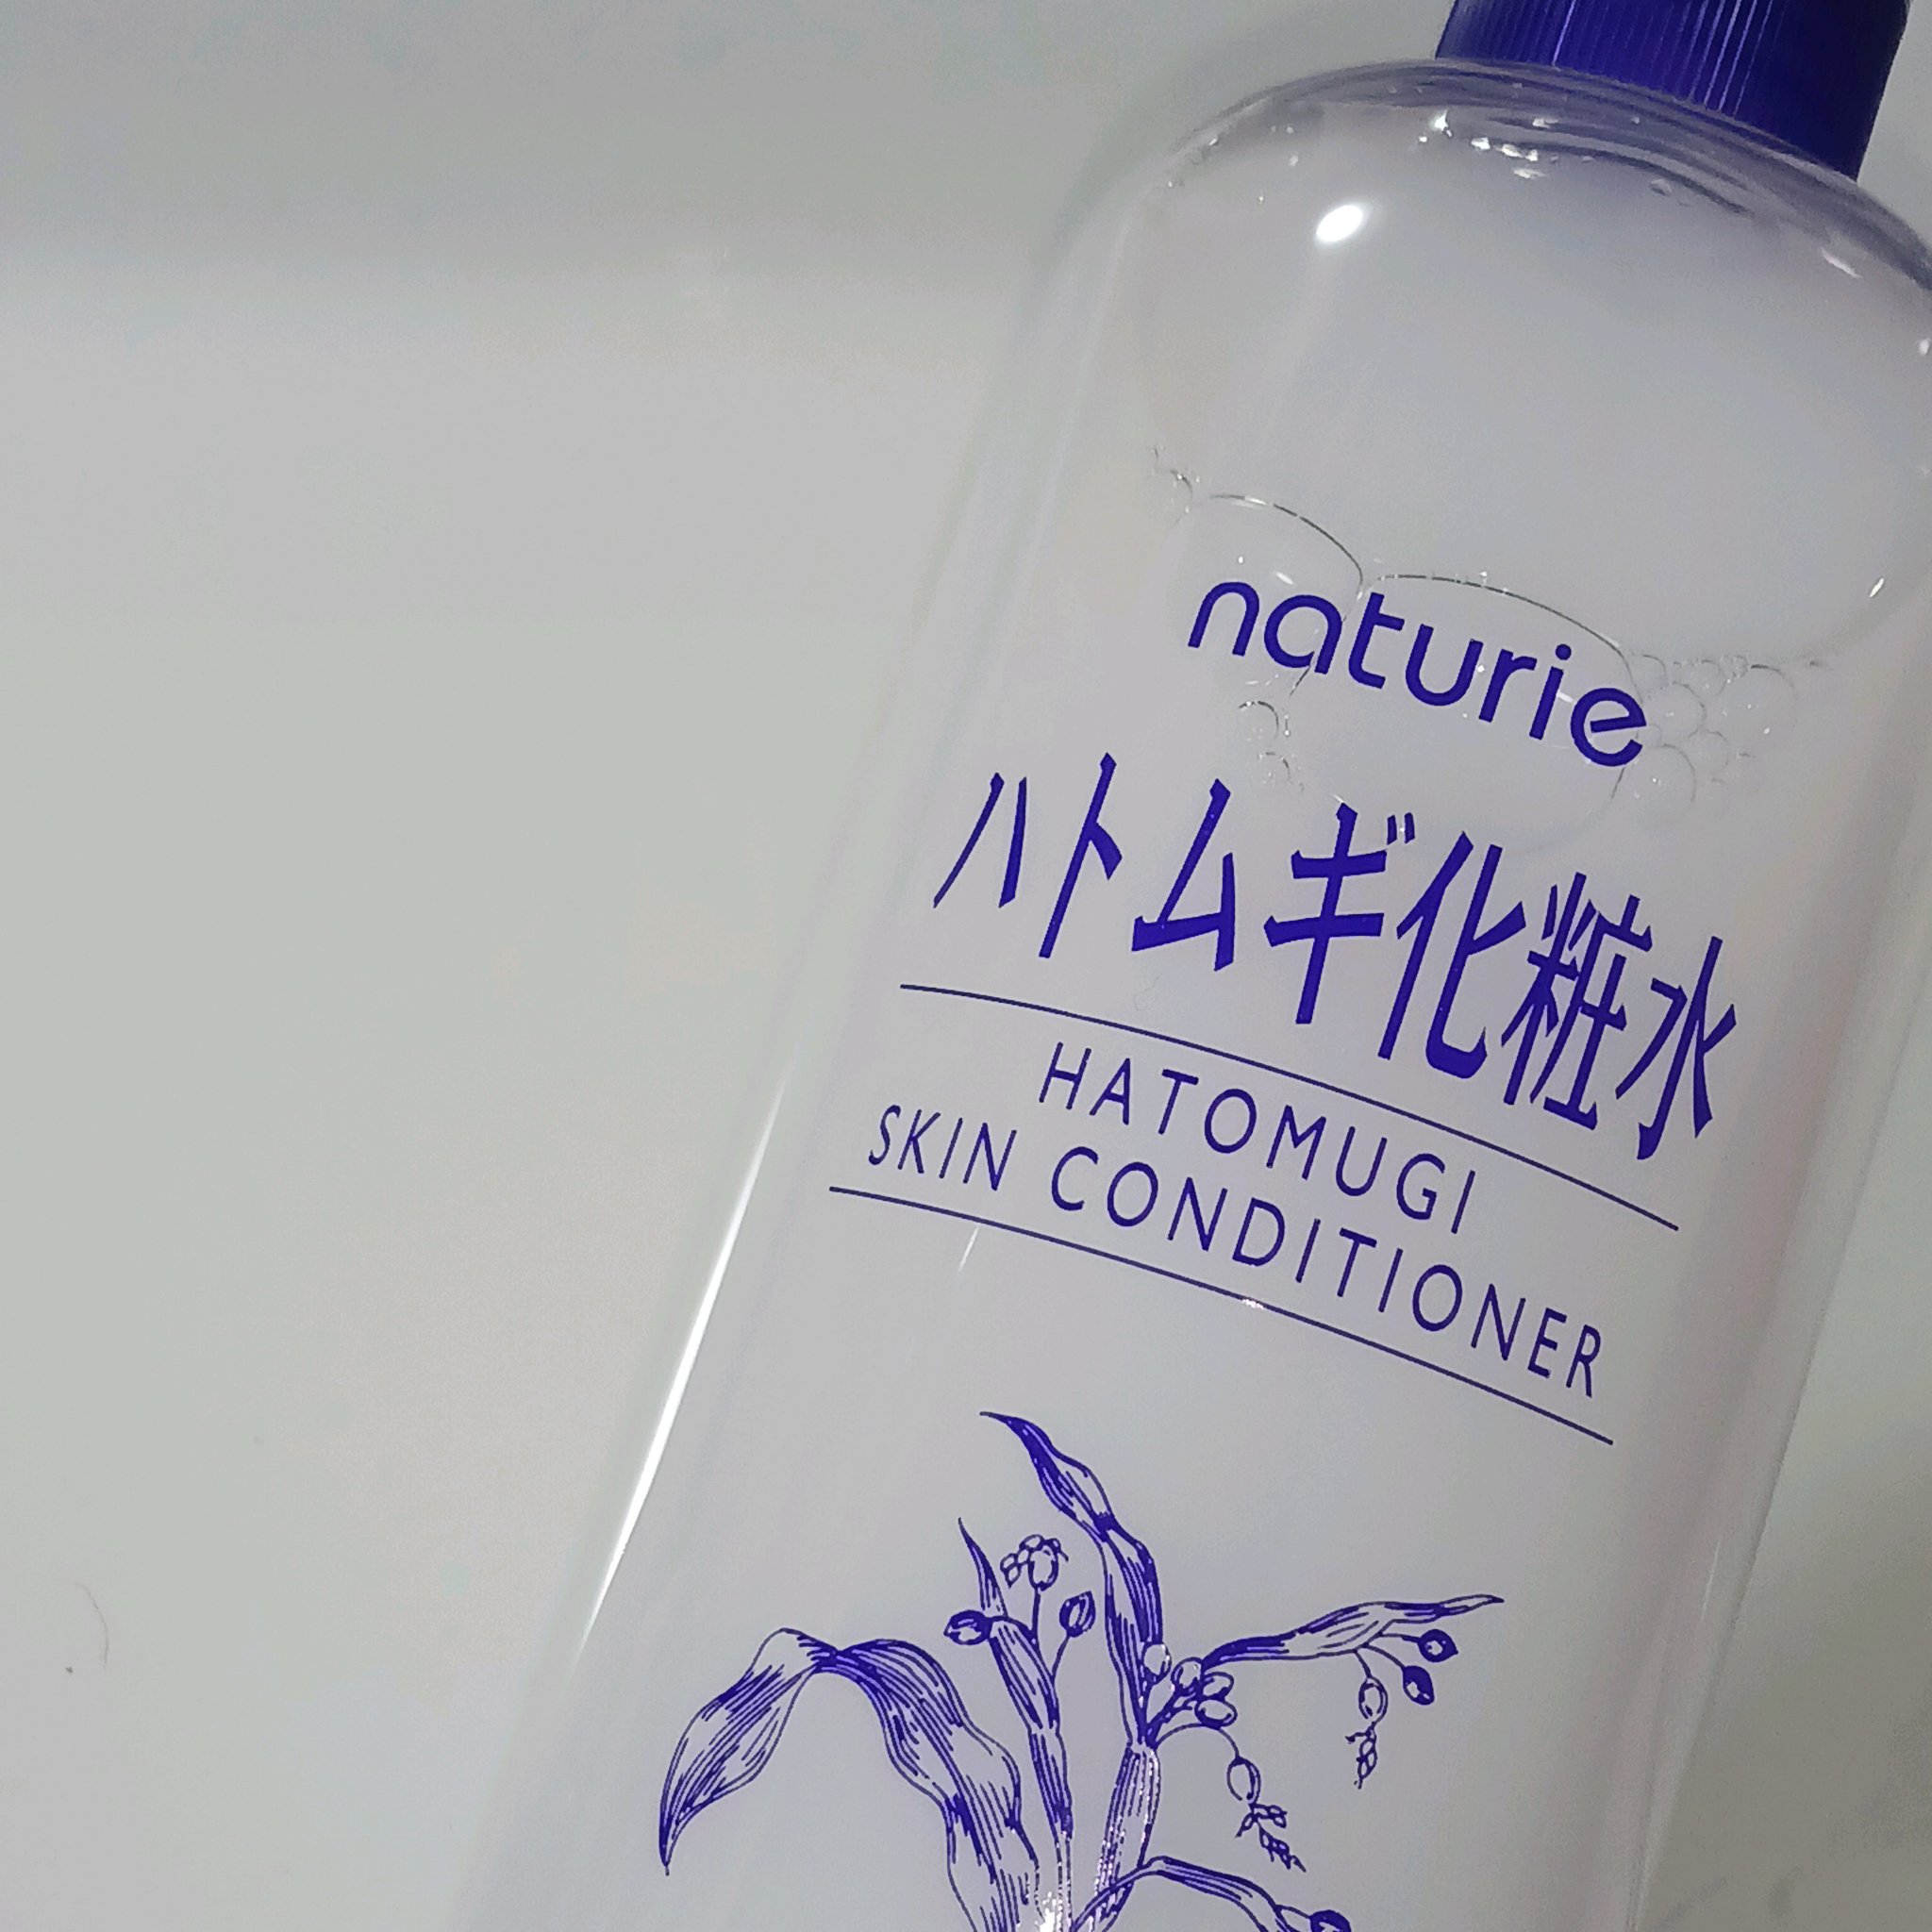 naturie
ハトムギ化粧水
HATOMUGI
SKIN CONDITIONER